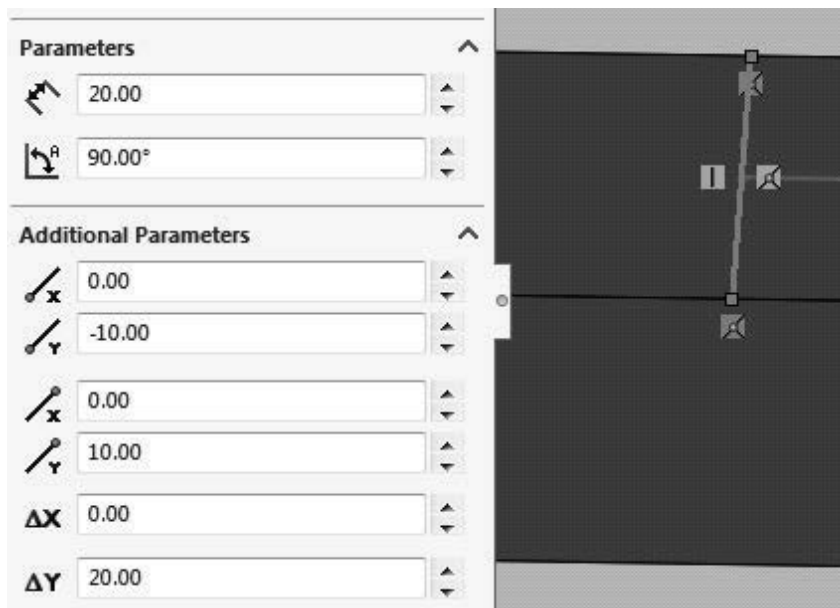 Parameters
20.00
A
90.00°
Additional Parameters
X
0.00
Y
-10.00
X
0.00
Y
10.00
ΔX
0.00
ΔY
20.00